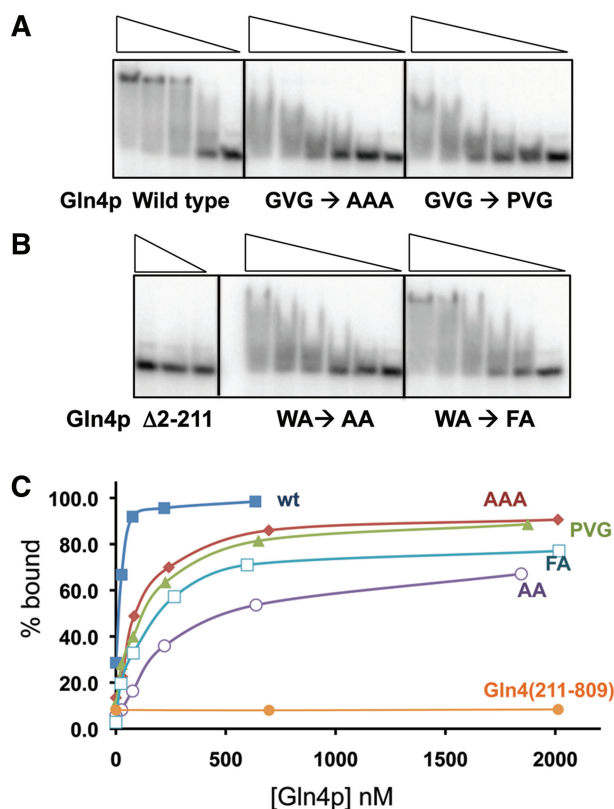 A
Gln4p Wild type GVG → AAA GVG → PVG
B
Gln4p Δ2-211 WA → AA WA → FA
C
100.0
80.0
60.0
40.0
20.0
0.0
% bound
wt
AAA
PVG
FA
AA
Gln4(211-809)
0 500 1000 1500 2000
[Gln4p] nM